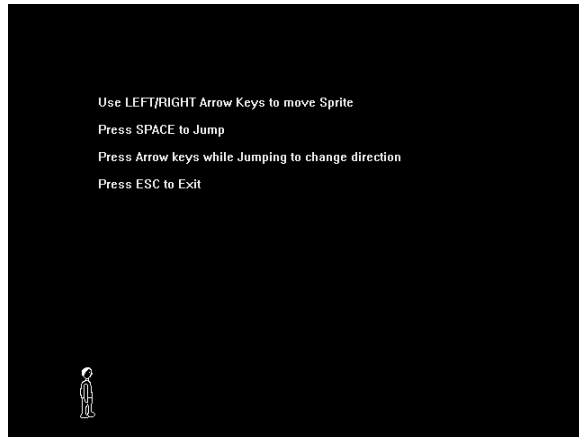 Use LEFT/RIGHT Arrow Keys to move Sprite
Press SPACE to Jump
Press Arrow keys while Jumping to change direction
Press ESC to Exit